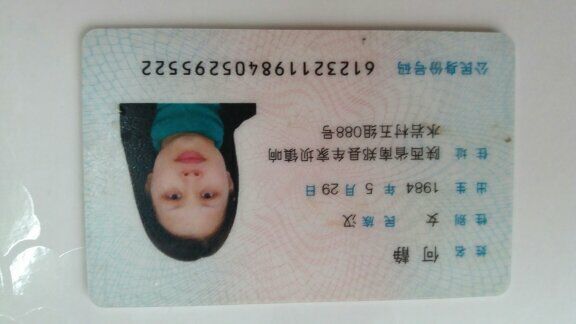 姓名 何静
性别 女 民族 汉
出生 1984 年 5 月 29 日
住址 陕西省南郑县牟家坝镇响
水岩村五组088号
公民身份号码 612321198405295522